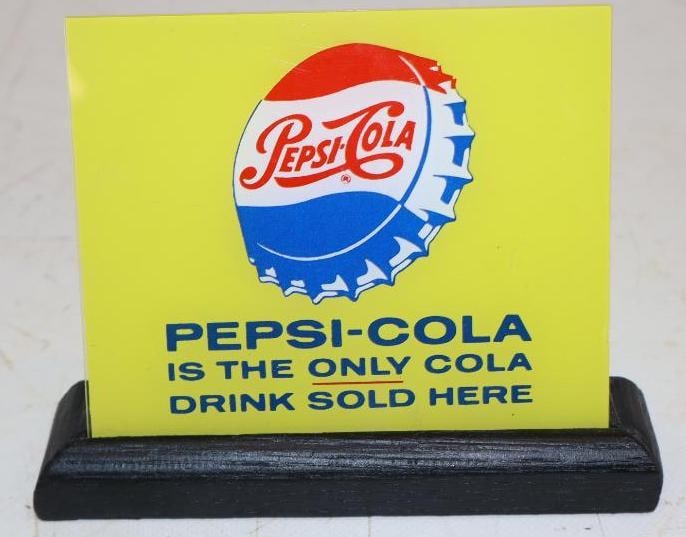 PEPSI-COLA
®
PEPSI-COLA
IS THE ONLY COLA
DRINK SOLD HERE